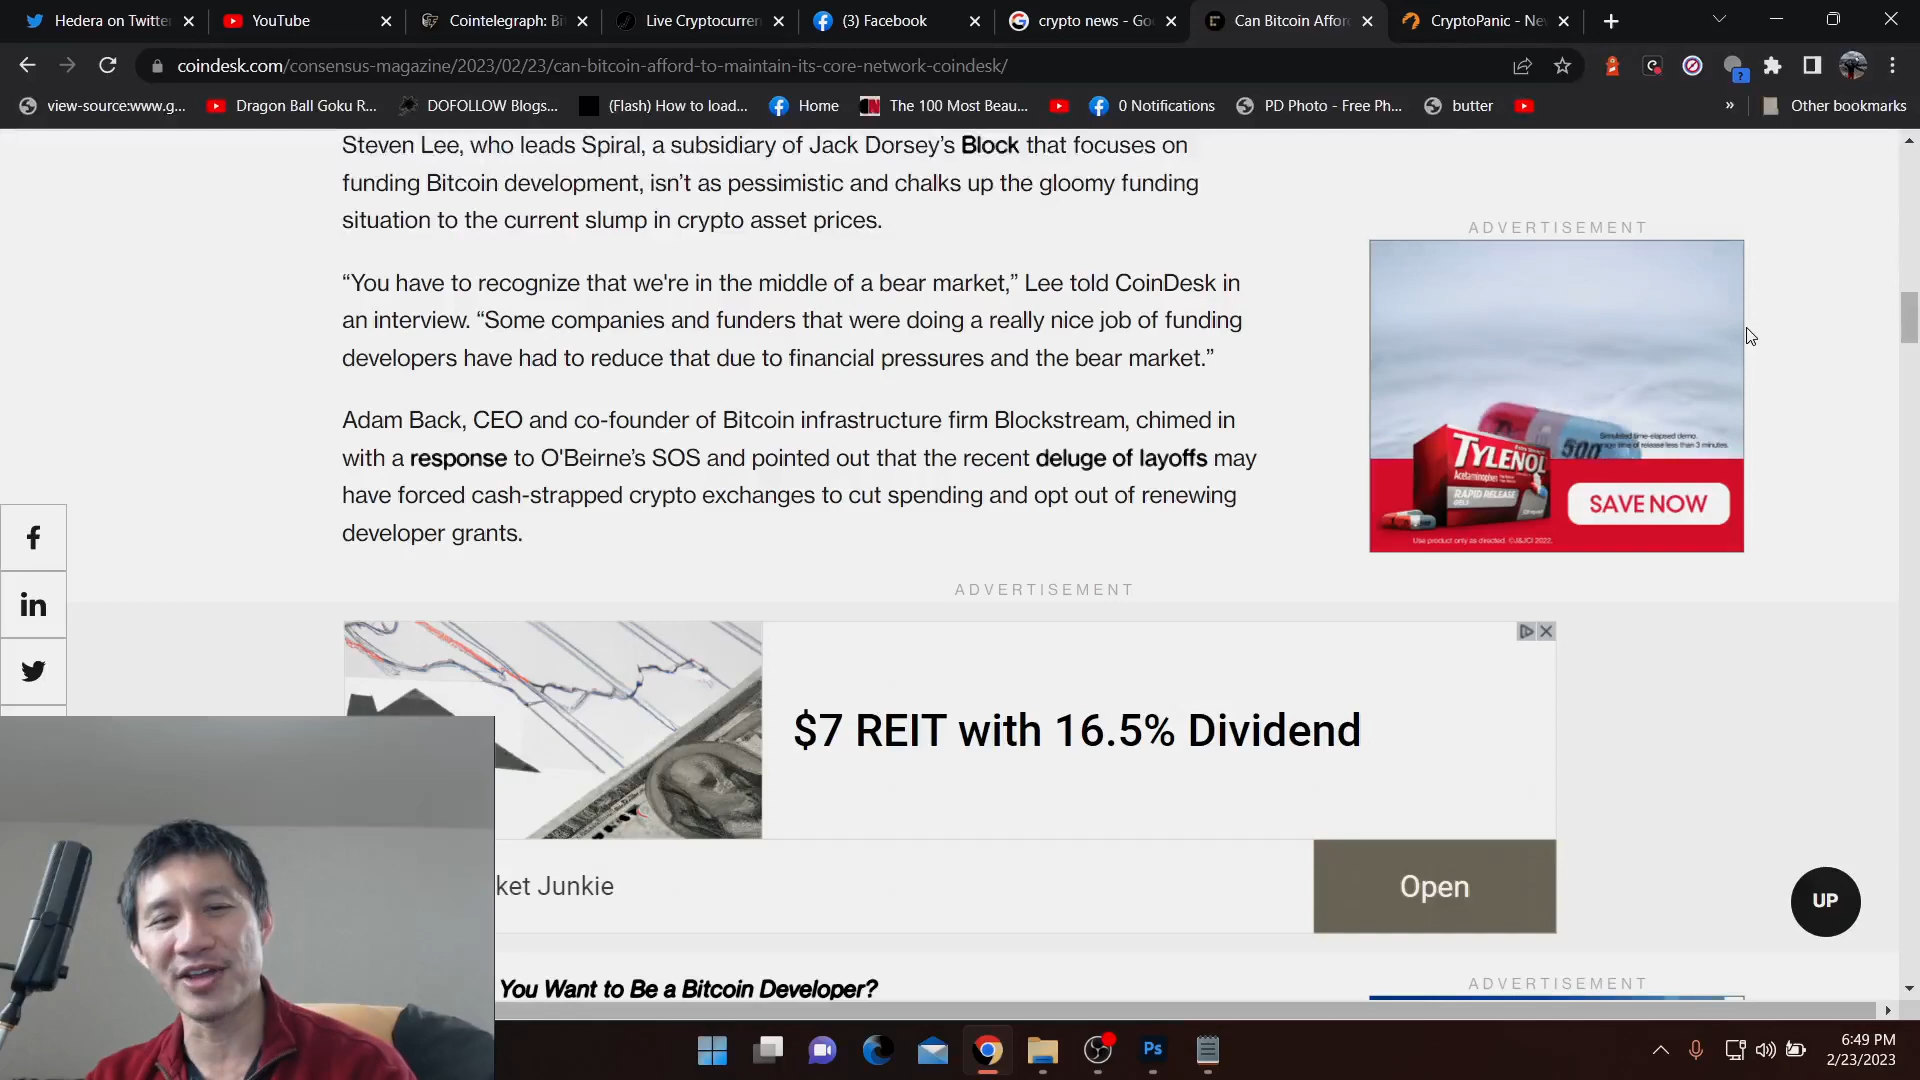 Hedera on Twitte
YouTube
Cointelegraph: Bi
Live Cryptocurren
(3) Facebook
crypto news - Go
Can Bitcoin Affor
CryptoPanic - Ne
coindesk.com/consensus-magazine/2023/02/23/can-bitcoin-afford-to-maintain-its-core-network-coindesk/
view-source:www.g...
Dragon Ball Goku R...
DOFOLLOW Blogs...
(Flash) How to load...
Home
The 100 Most Beau...
0 Notifications
PD Photo - Free Ph...
butter
»
Other bookmarks
Steven Lee, who leads Spiral, a subsidiary of Jack Dorsey’s Block that focuses on
funding Bitcoin development, isn’t as pessimistic and chalks up the gloomy funding
situation to the current slump in crypto asset prices.
“You have to recognize that we're in the middle of a bear market,” Lee told CoinDesk in
an interview. “Some companies and funders that were doing a really nice job of funding
developers have had to reduce that due to financial pressures and the bear market.”
Adam Back, CEO and co-founder of Bitcoin infrastructure firm Blockstream, chimed in
with a response to O'Beirne’s SOS and pointed out that the recent deluge of layoffs may
have forced cash-strapped crypto exchanges to cut spending and opt out of renewing
developer grants.
ADVERTISEMENT
500
Simulated time-elapsed demo.
time of release less than 3 minutes.
TYLENOL
Acetaminophen
RAPID RELEASE
GELS
SAVE NOW
Use product only as directed. ©J&JCI 2022.
ADVERTISEMENT
$7 REIT with 16.5% Dividend
ket Junkie
Open
UP
You Want to Be a Bitcoin Developer?
ADVERTISEMENT
Ps
6:49 PM
2/23/2023